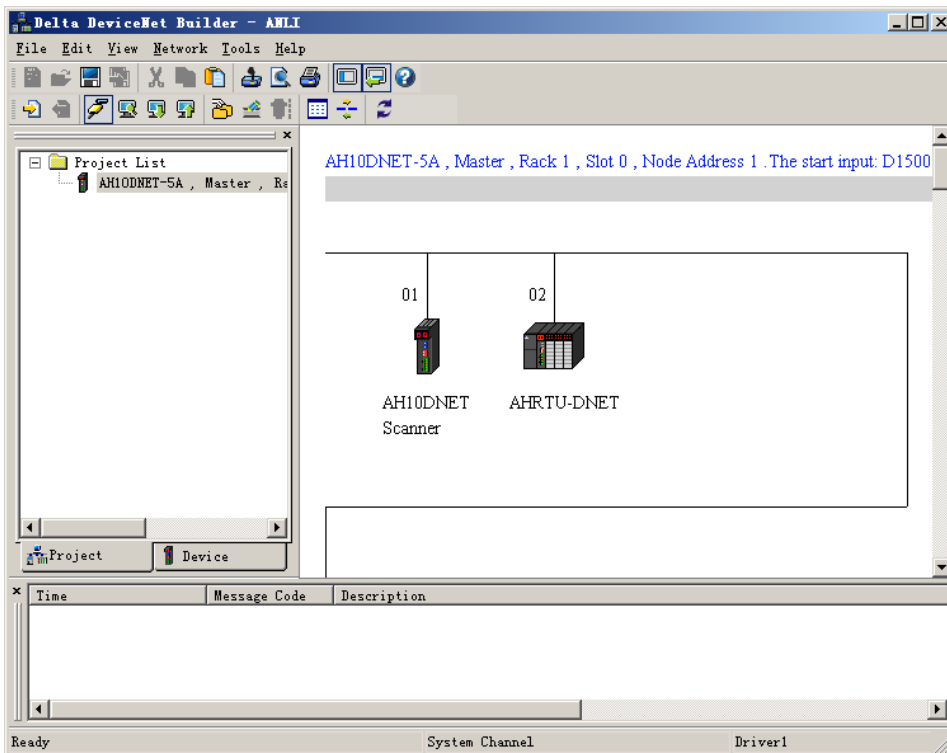 Delta DeviceNet Builder - ANLI
File Edit View Network Tools Help
Project List
AH10DNET-5A , Master , Ra
Project
Device
AH10DNET-5A , Master , Rack 1 , Slot 0 , Node Address 1 .The start input: D1500
01
02
AH10DNET
Scanner
AHRTU-DNET
Time Message Code Description
Ready System Channel Driver1